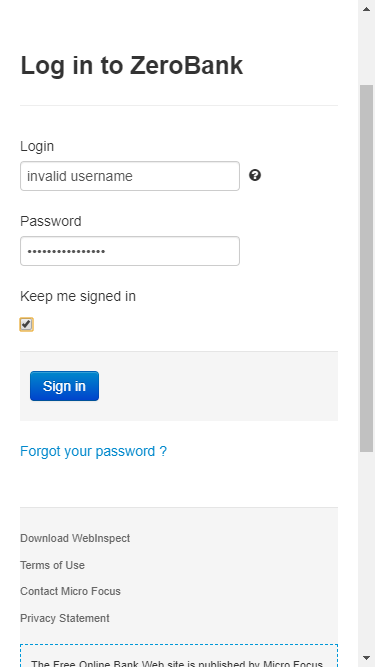 Log in to ZeroBank
Login
invalid username
Password
••••••••••••••••
Keep me signed in
Sign in
Forgot your password ?
Download WebInspect
Terms of Use
Contact Micro Focus
Privacy Statement
The Free Online Bank Web site is published by Micro Focus